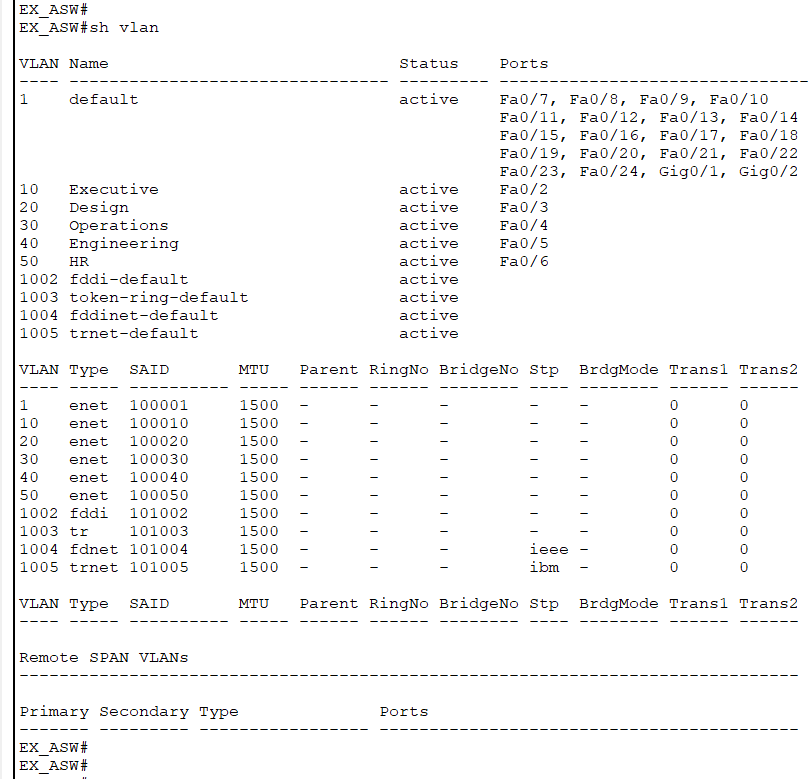 EX_ASW#
EX_ASW#sh vlan
VLAN Name                             Status    Ports
---- -------------------------------- --------- -------------------------------
1    default                          active    Fa0/7, Fa0/8, Fa0/9, Fa0/10
                                                Fa0/11, Fa0/12, Fa0/13, Fa0/14
                                                Fa0/15, Fa0/16, Fa0/17, Fa0/18
                                                Fa0/19, Fa0/20, Fa0/21, Fa0/22
                                                Fa0/23, Fa0/24, Gig0/1, Gig0/2
10   Executive                        active    Fa0/2
20   Design                           active    Fa0/3
30   Operations                       active    Fa0/4
40   Engineering                      active    Fa0/5
50   HR                               active    Fa0/6
1002 fddi-default                     active
1003 token-ring-default               active
1004 fddinet-default                  active
1005 trnet-default                    active
VLAN Type  SAID       MTU   Parent RingNo BridgeNo Stp  BrdgMode Trans1 Trans2
---- ----- ---------- ----- ------ ------ -------- ---- -------- ------ ------
1    enet  100001     1500  -      -      -        -    -        0      0
10   enet  100010     1500  -      -      -        -    -        0      0
20   enet  100020     1500  -      -      -        -    -        0      0
30   enet  100030     1500  -      -      -        -    -        0      0
40   enet  100040     1500  -      -      -        -    -        0      0
50   enet  100050     1500  -      -      -        -    -        0      0
1002 fddi  101002     1500  -      -      -        -    -        0      0
1003 tr    101003     1500  -      -      -        -    -        0      0
1004 fdnet 101004     1500  -      -      -        ieee -        0      0
1005 trnet 101005     1500  -      -      -        ibm  -        0      0
VLAN Type  SAID       MTU   Parent RingNo BridgeNo Stp  BrdgMode Trans1 Trans2
---- ----- ---------- ----- ------ ------ -------- ---- -------- ------ ------
Remote SPAN VLANs
------------------------------------------------------------------------------
Primary Secondary Type              Ports
------- --------- ----------------- ------------------------------------------
EX_ASW#
EX_ASW#